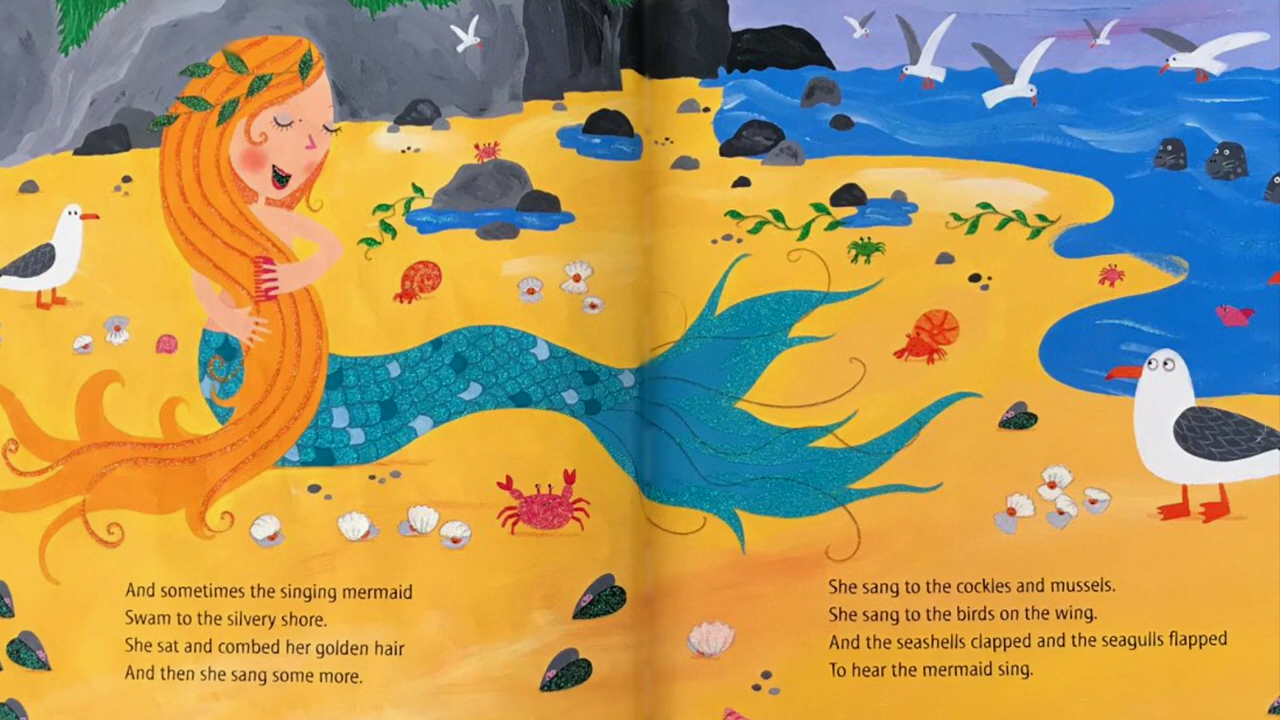 And sometimes the singing mermaid
Swam to the silvery shore.
She sat and combed her golden hair
And then she sang some more.
She sang to the cockles and mussels.
She sang to the birds on the wing.
And the seashells clapped and the seagulls flapped
To hear the mermaid sing.